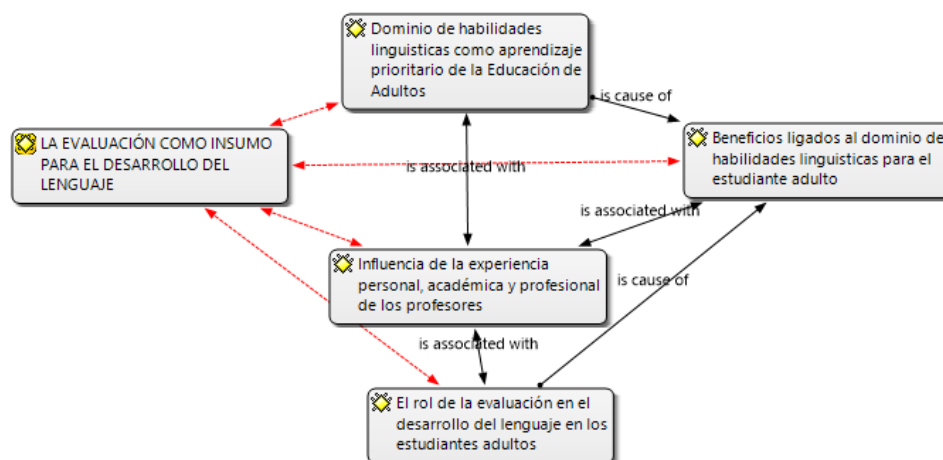 Dominio de habilidades
linguisticas como aprendizaje
prioritario de la Educación de
Adultos
is cause of
LA EVALUACIÓN COMO INSUMO
PARA EL DESARROLLO DEL
LENGUAJE
Beneficios ligados al dominio de
habilidades linguisticas para el
estudiante adulto
is associated with
is associated with
Influencia de la experiencia
personal, académica y profesional
de los profesores
is cause of
is associated with
El rol de la evaluación en el
desarrollo del lenguaje en los
estudiantes adultos